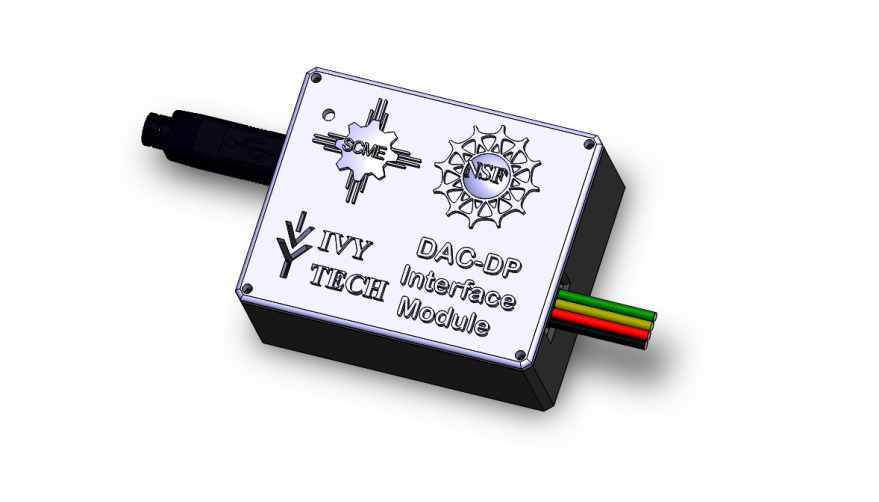 SCME
NSF
IVY
TECH
DAC-DP
Interface
Module